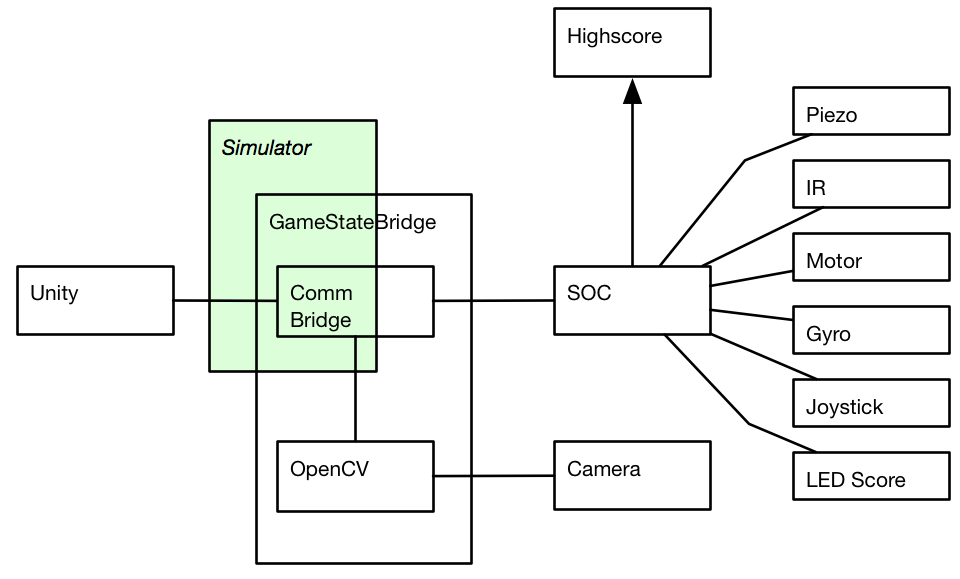 Highscore
Piezo
Simulator
IR
GameStateBridge
Motor
Unity
Comm
Bridge
SOC
Gyro
Joystick
OpenCV
Camera
LED Score